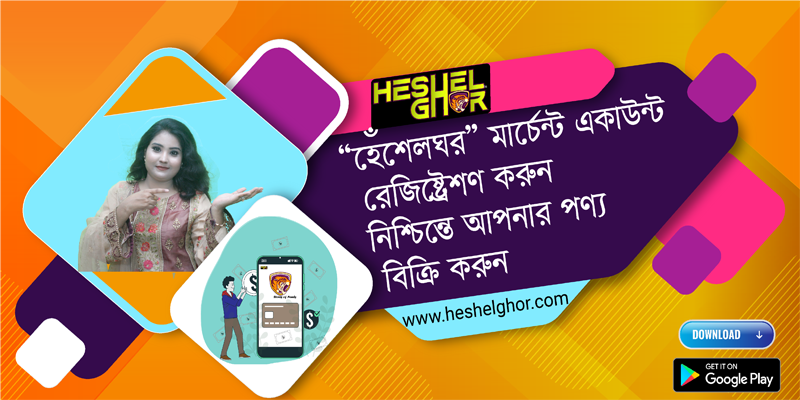 HESHEL
GHOR
“হেঁশেলঘর” মার্চেন্ট একাউন্ট
রেজিষ্ট্রেশণ করুন
নিশ্চিন্তে আপনার পণ্য
বিক্রি করুন
www.heshelghor.com
DOWNLOAD
GET IT ON
Google Play